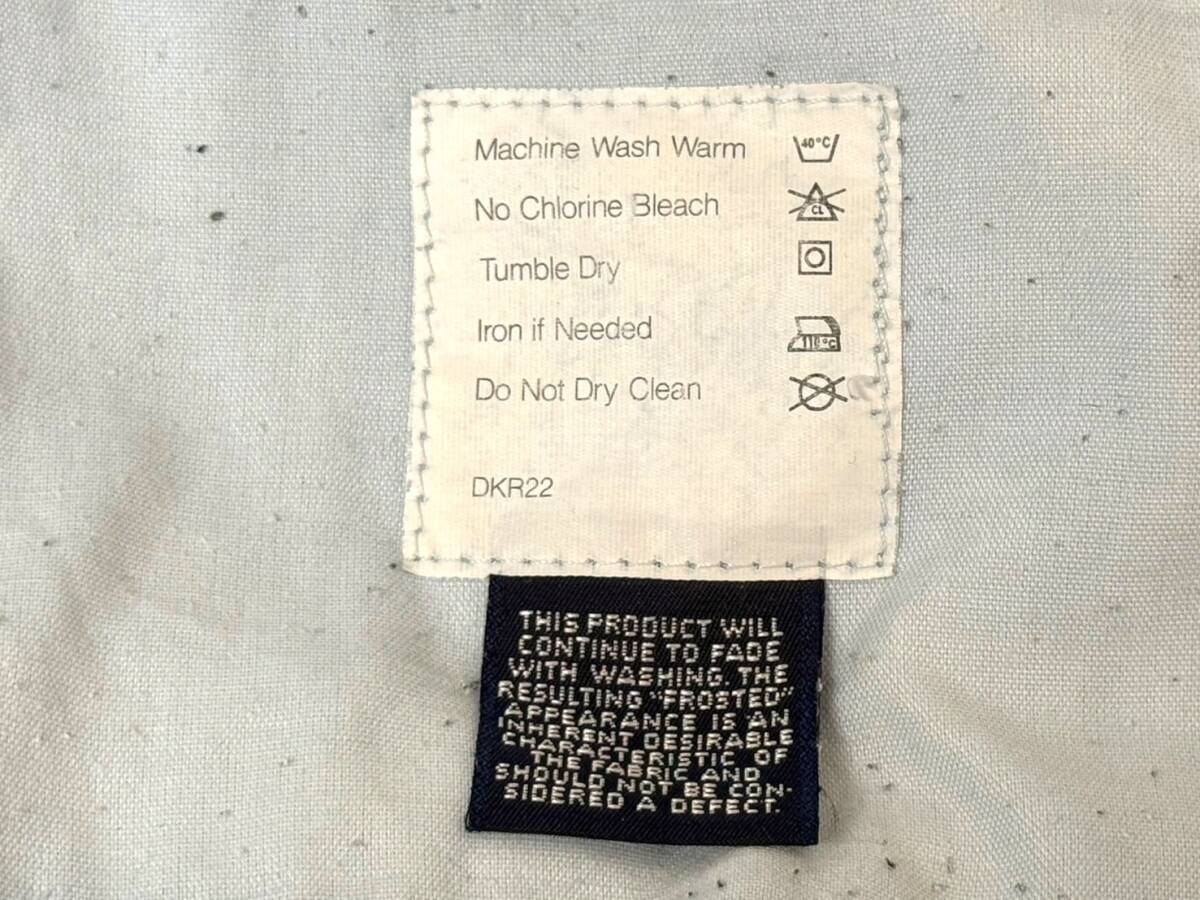 Machine Wash Warm 40°C
No Chlorine Bleach CL
Tumble Dry
Iron if Needed 110°C
Do Not Dry Clean
DKR22
THIS PRODUCT WILL
CONTINUE TO FADE
WITH WASHING. THE
RESULTING "FROSTED"
APPEARANCE IS AN
INHERENT DESIRABLE
CHARACTERISTIC OF
THE FABRIC AND
SHOULD NOT BE CON-
SIDERED A DEFECT.